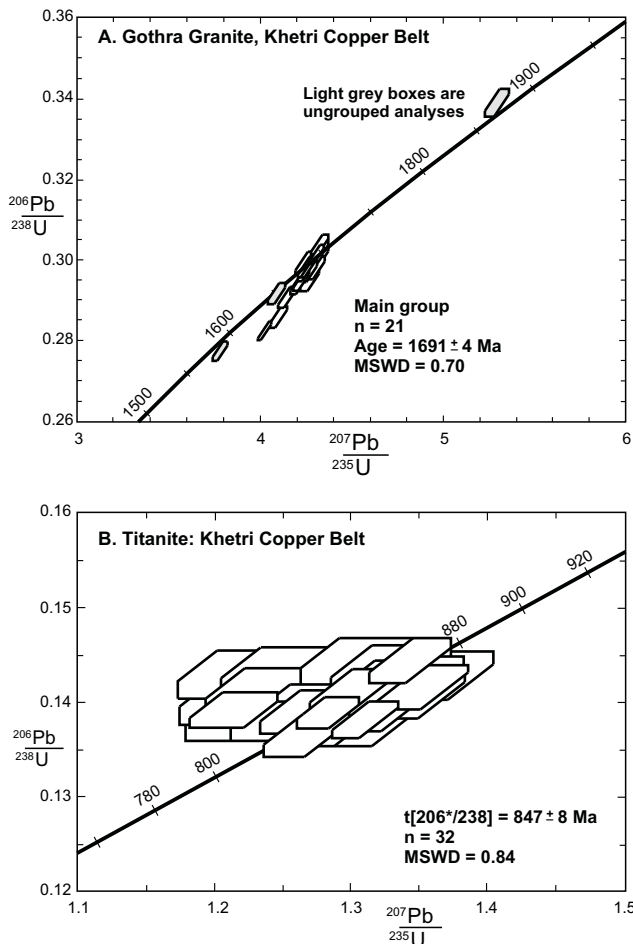 A. Gothra Granite, Khetri Copper Belt
0.36
0.34
0.32
0.30
0.28
0.26
206Pb
238U
Light grey boxes are
ungrouped analyses
1900
1800
1600
1500
Main group
n = 21
Age = 1691 ± 4 Ma
MSWD = 0.70
3
4
5
6
207Pb
235U
B. Titanite: Khetri Copper Belt
0.16
0.15
0.14
0.13
0.12
206Pb
238U
920
900
880
800
780
t[206*/238] = 847 ± 8 Ma
n = 32
MSWD = 0.84
1.1
1.2
1.3
1.4
1.5
207Pb
235U